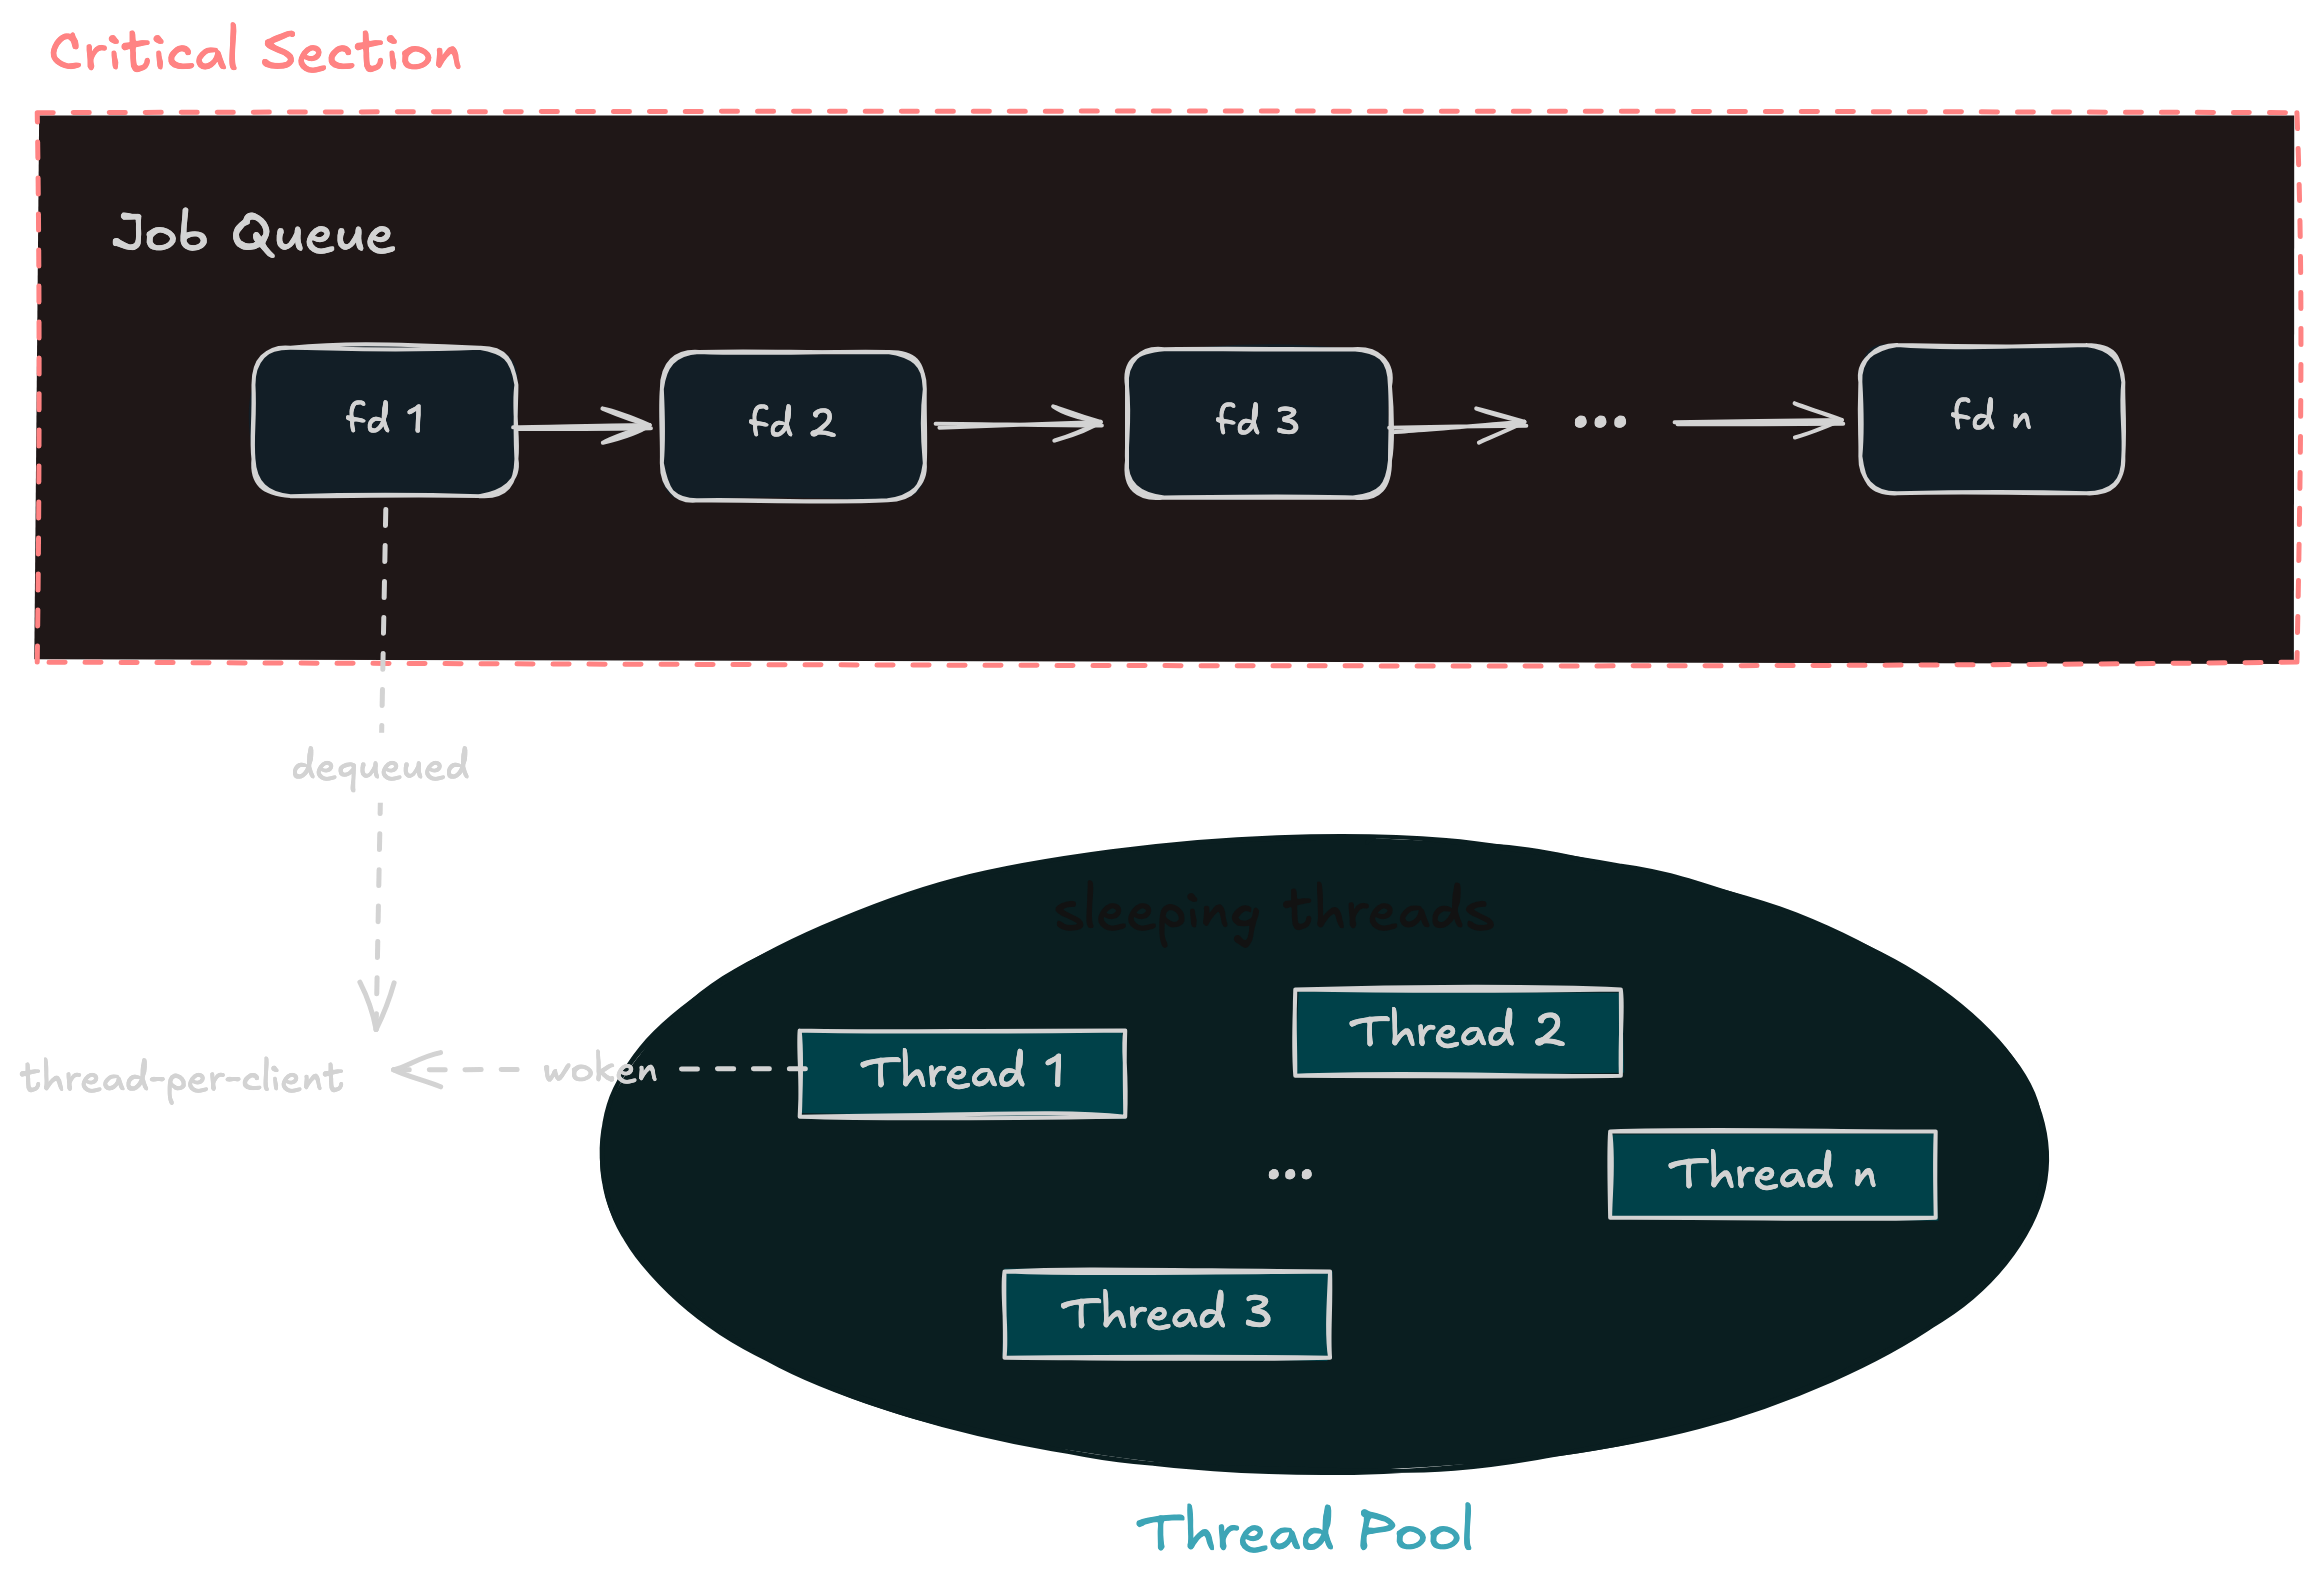 Critical Section
Job Queue
fd 1
fd 2
fd 3
...
fd n
dequeued
sleeping threads
Thread 2
thread-per-client
woken
Thread 1
...
Thread n
Thread 3
Thread Pool